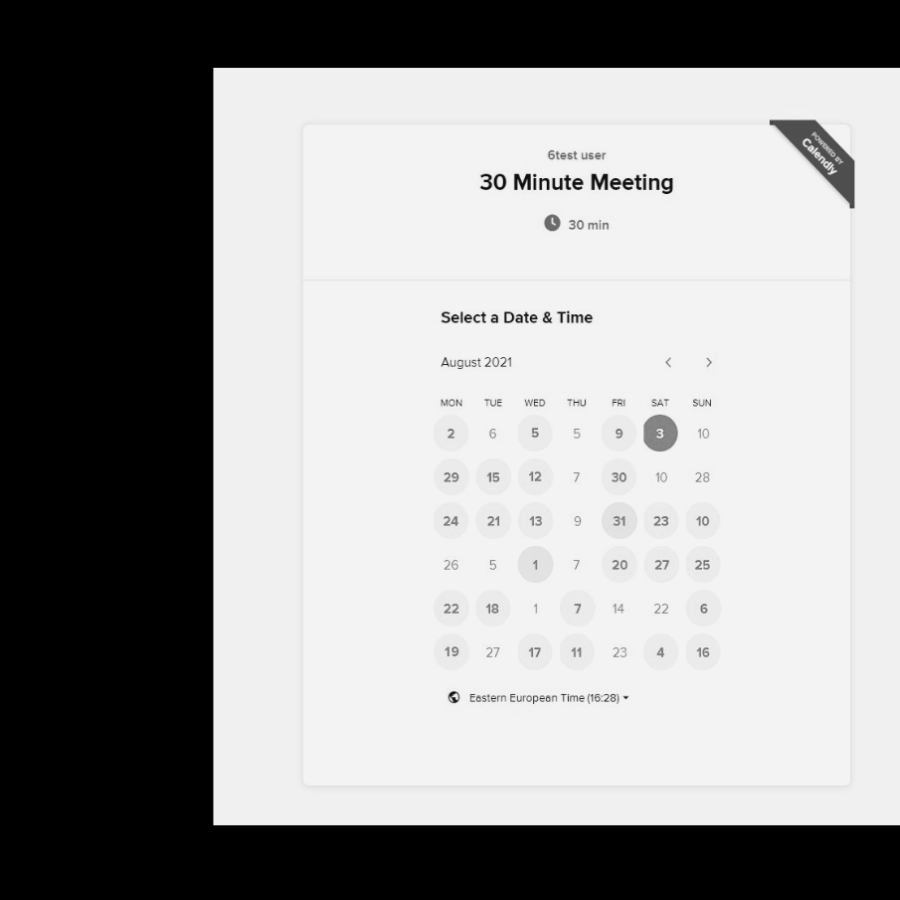 POWERED BY
Calendly
6test user
30 Minute Meeting
30 min
Select a Date & Time
August 2021
MON TUE WED THU FRI SAT SUN
2 6 5 5 9 3 10
29 15 12 7 30 10 28
24 21 13 9 31 23 10
26 5 1 7 20 27 25
22 18 1 7 14 22 6
19 27 17 11 23 4 16
Eastern European Time (16:28)